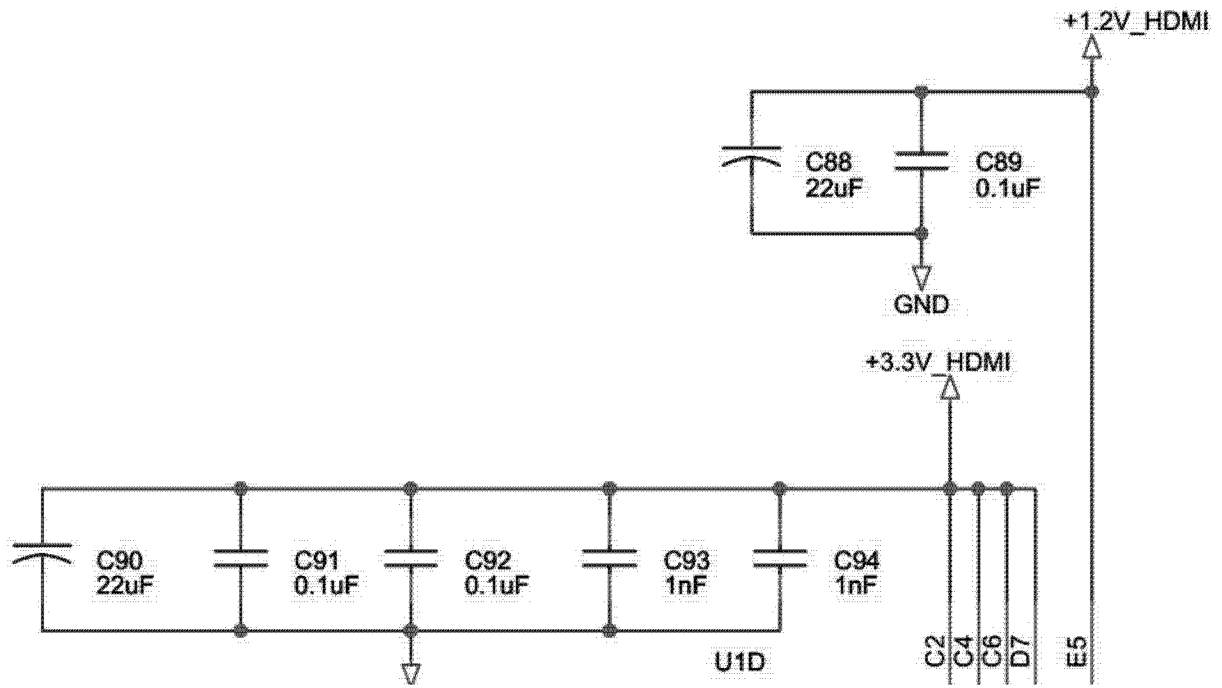 +1.2V_HDMI
C88
22uF
C89
0.1uF
GND
+3.3V_HDMI
C90
22uF
C91
0.1uF
C92
0.1uF
C93
1nF
C94
1nF
U1D
C2
C4
C6
D7
E5